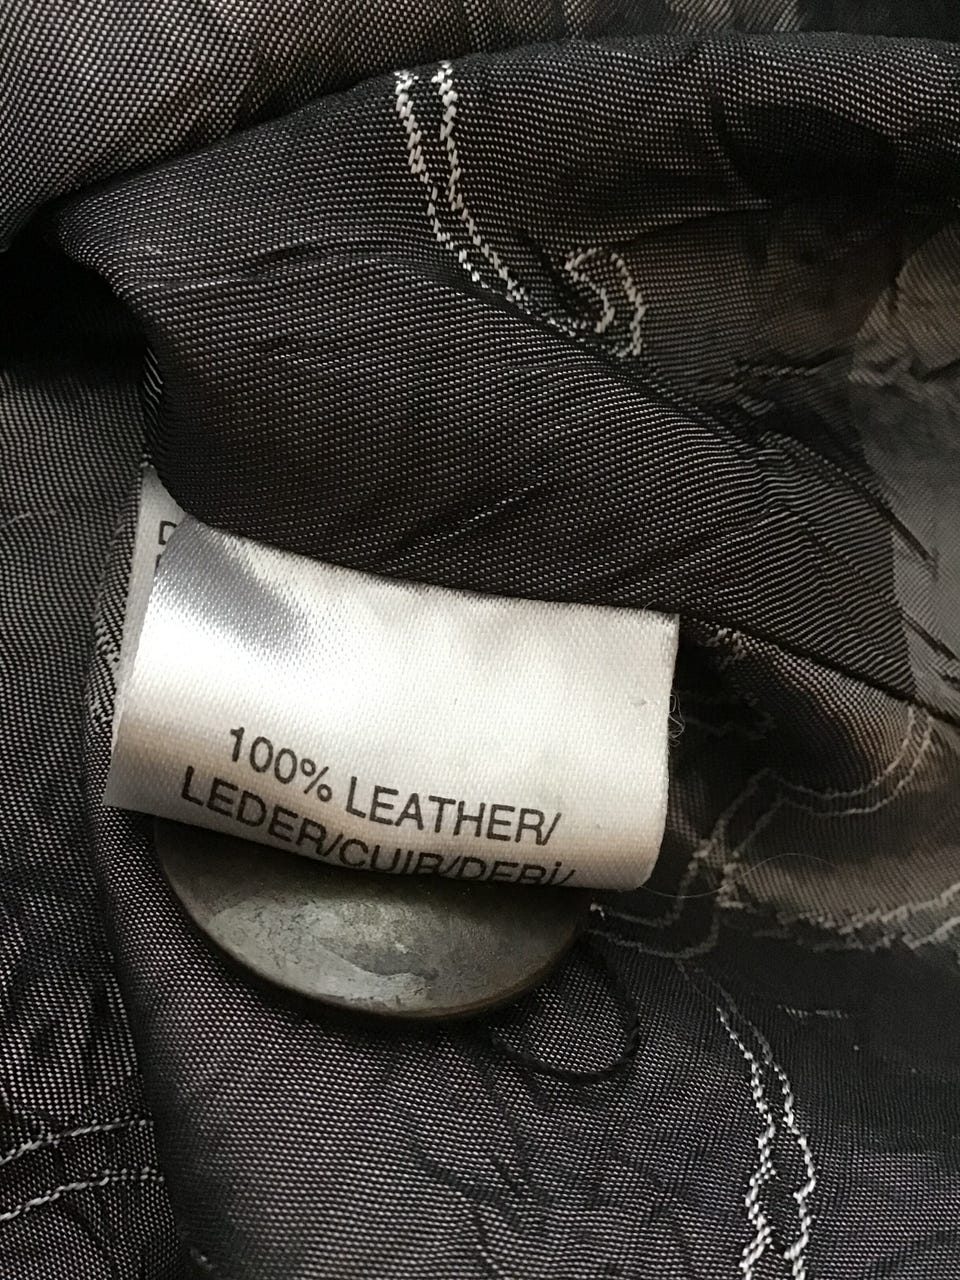 D
100% LEATHER/
LEDER/CUIR/DERİ/